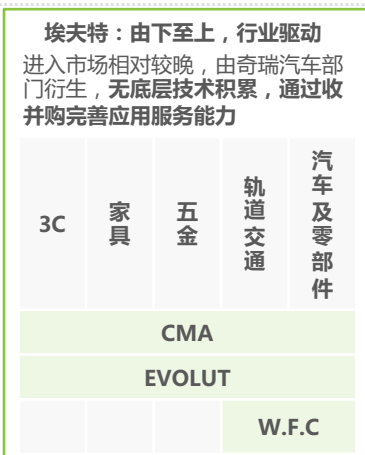 埃夫特：由下至上，行业驱动
进入市场相对较晚，由奇瑞汽车部
门衍生，无底层技术积累，通过收
并购完善应用服务能力
3C
家具
五金
轨道交通
汽车及零部件
CMA
EVOLUT
W.F.C